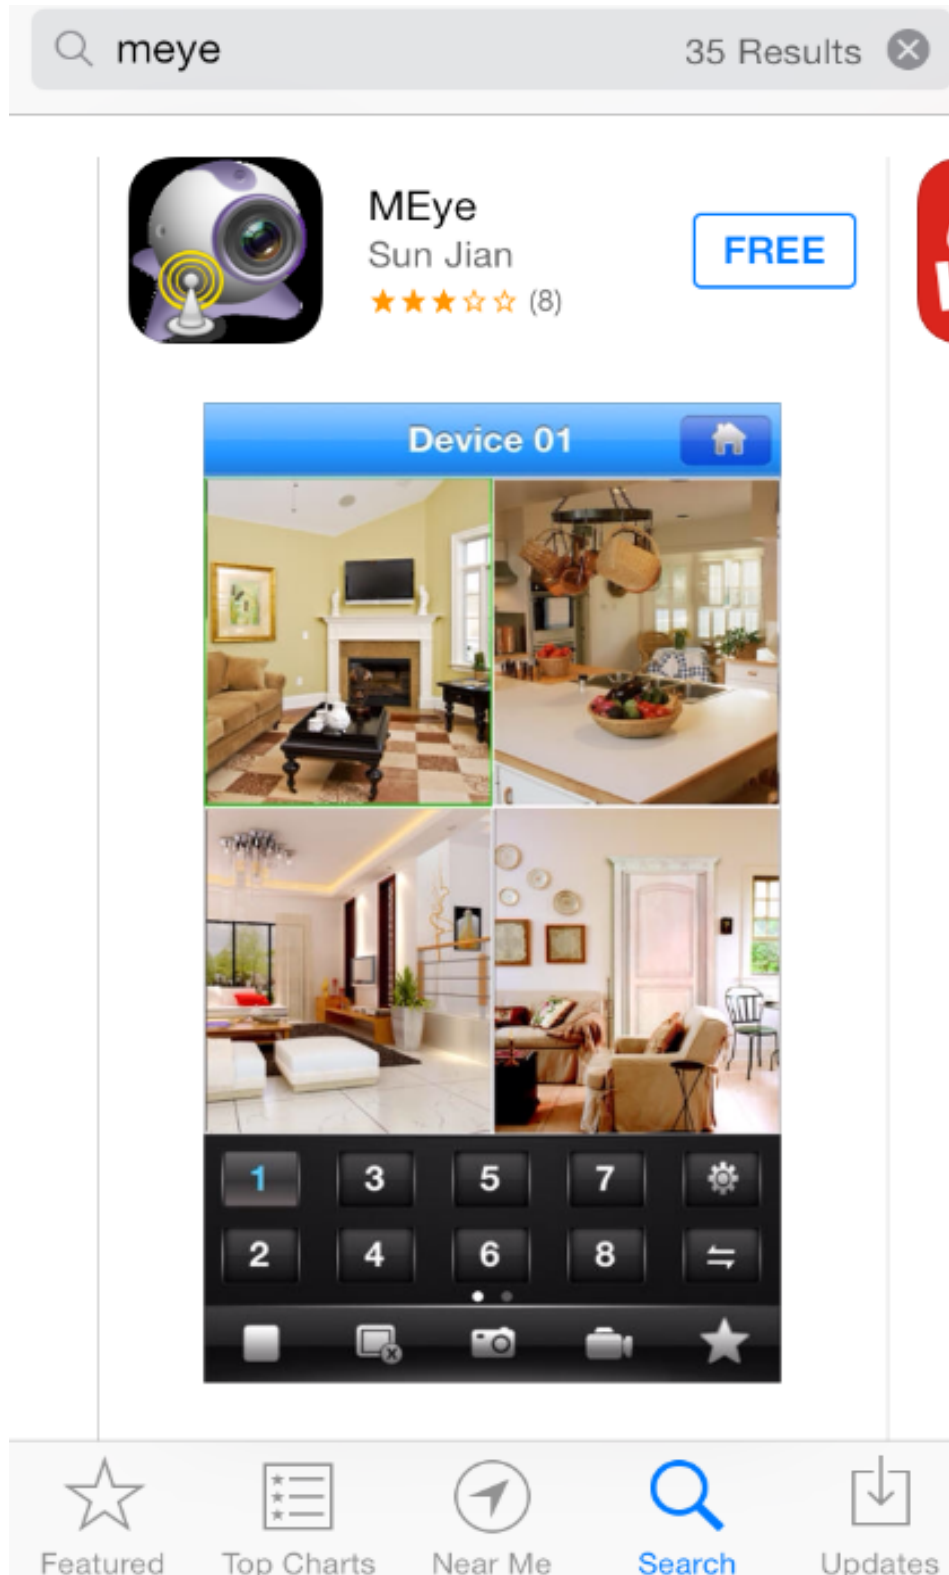 meye 35 Results
MEye
Sun Jian
FREE
(8)
Device 01
1 3 5 7
2 4 6 8
Featured Top Charts Near Me Search Updates